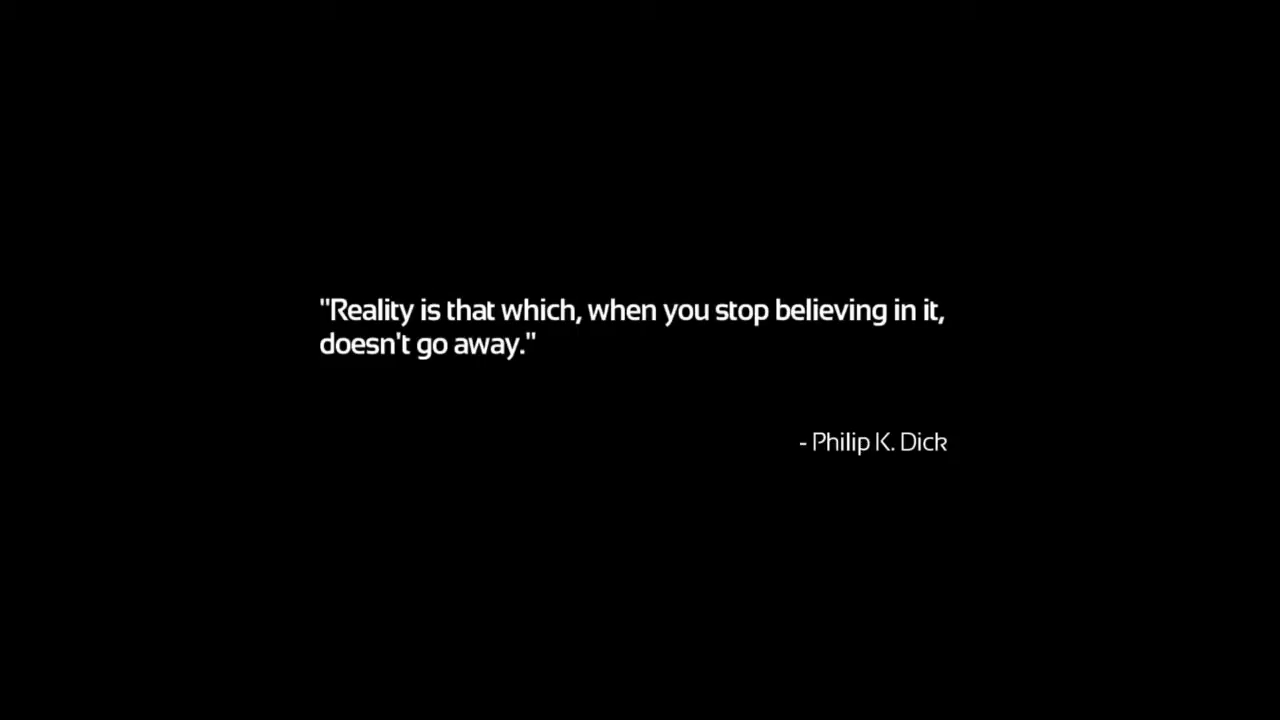 "Reality is that which, when you stop believing in it,
doesn't go away."
- Philip K. Dick